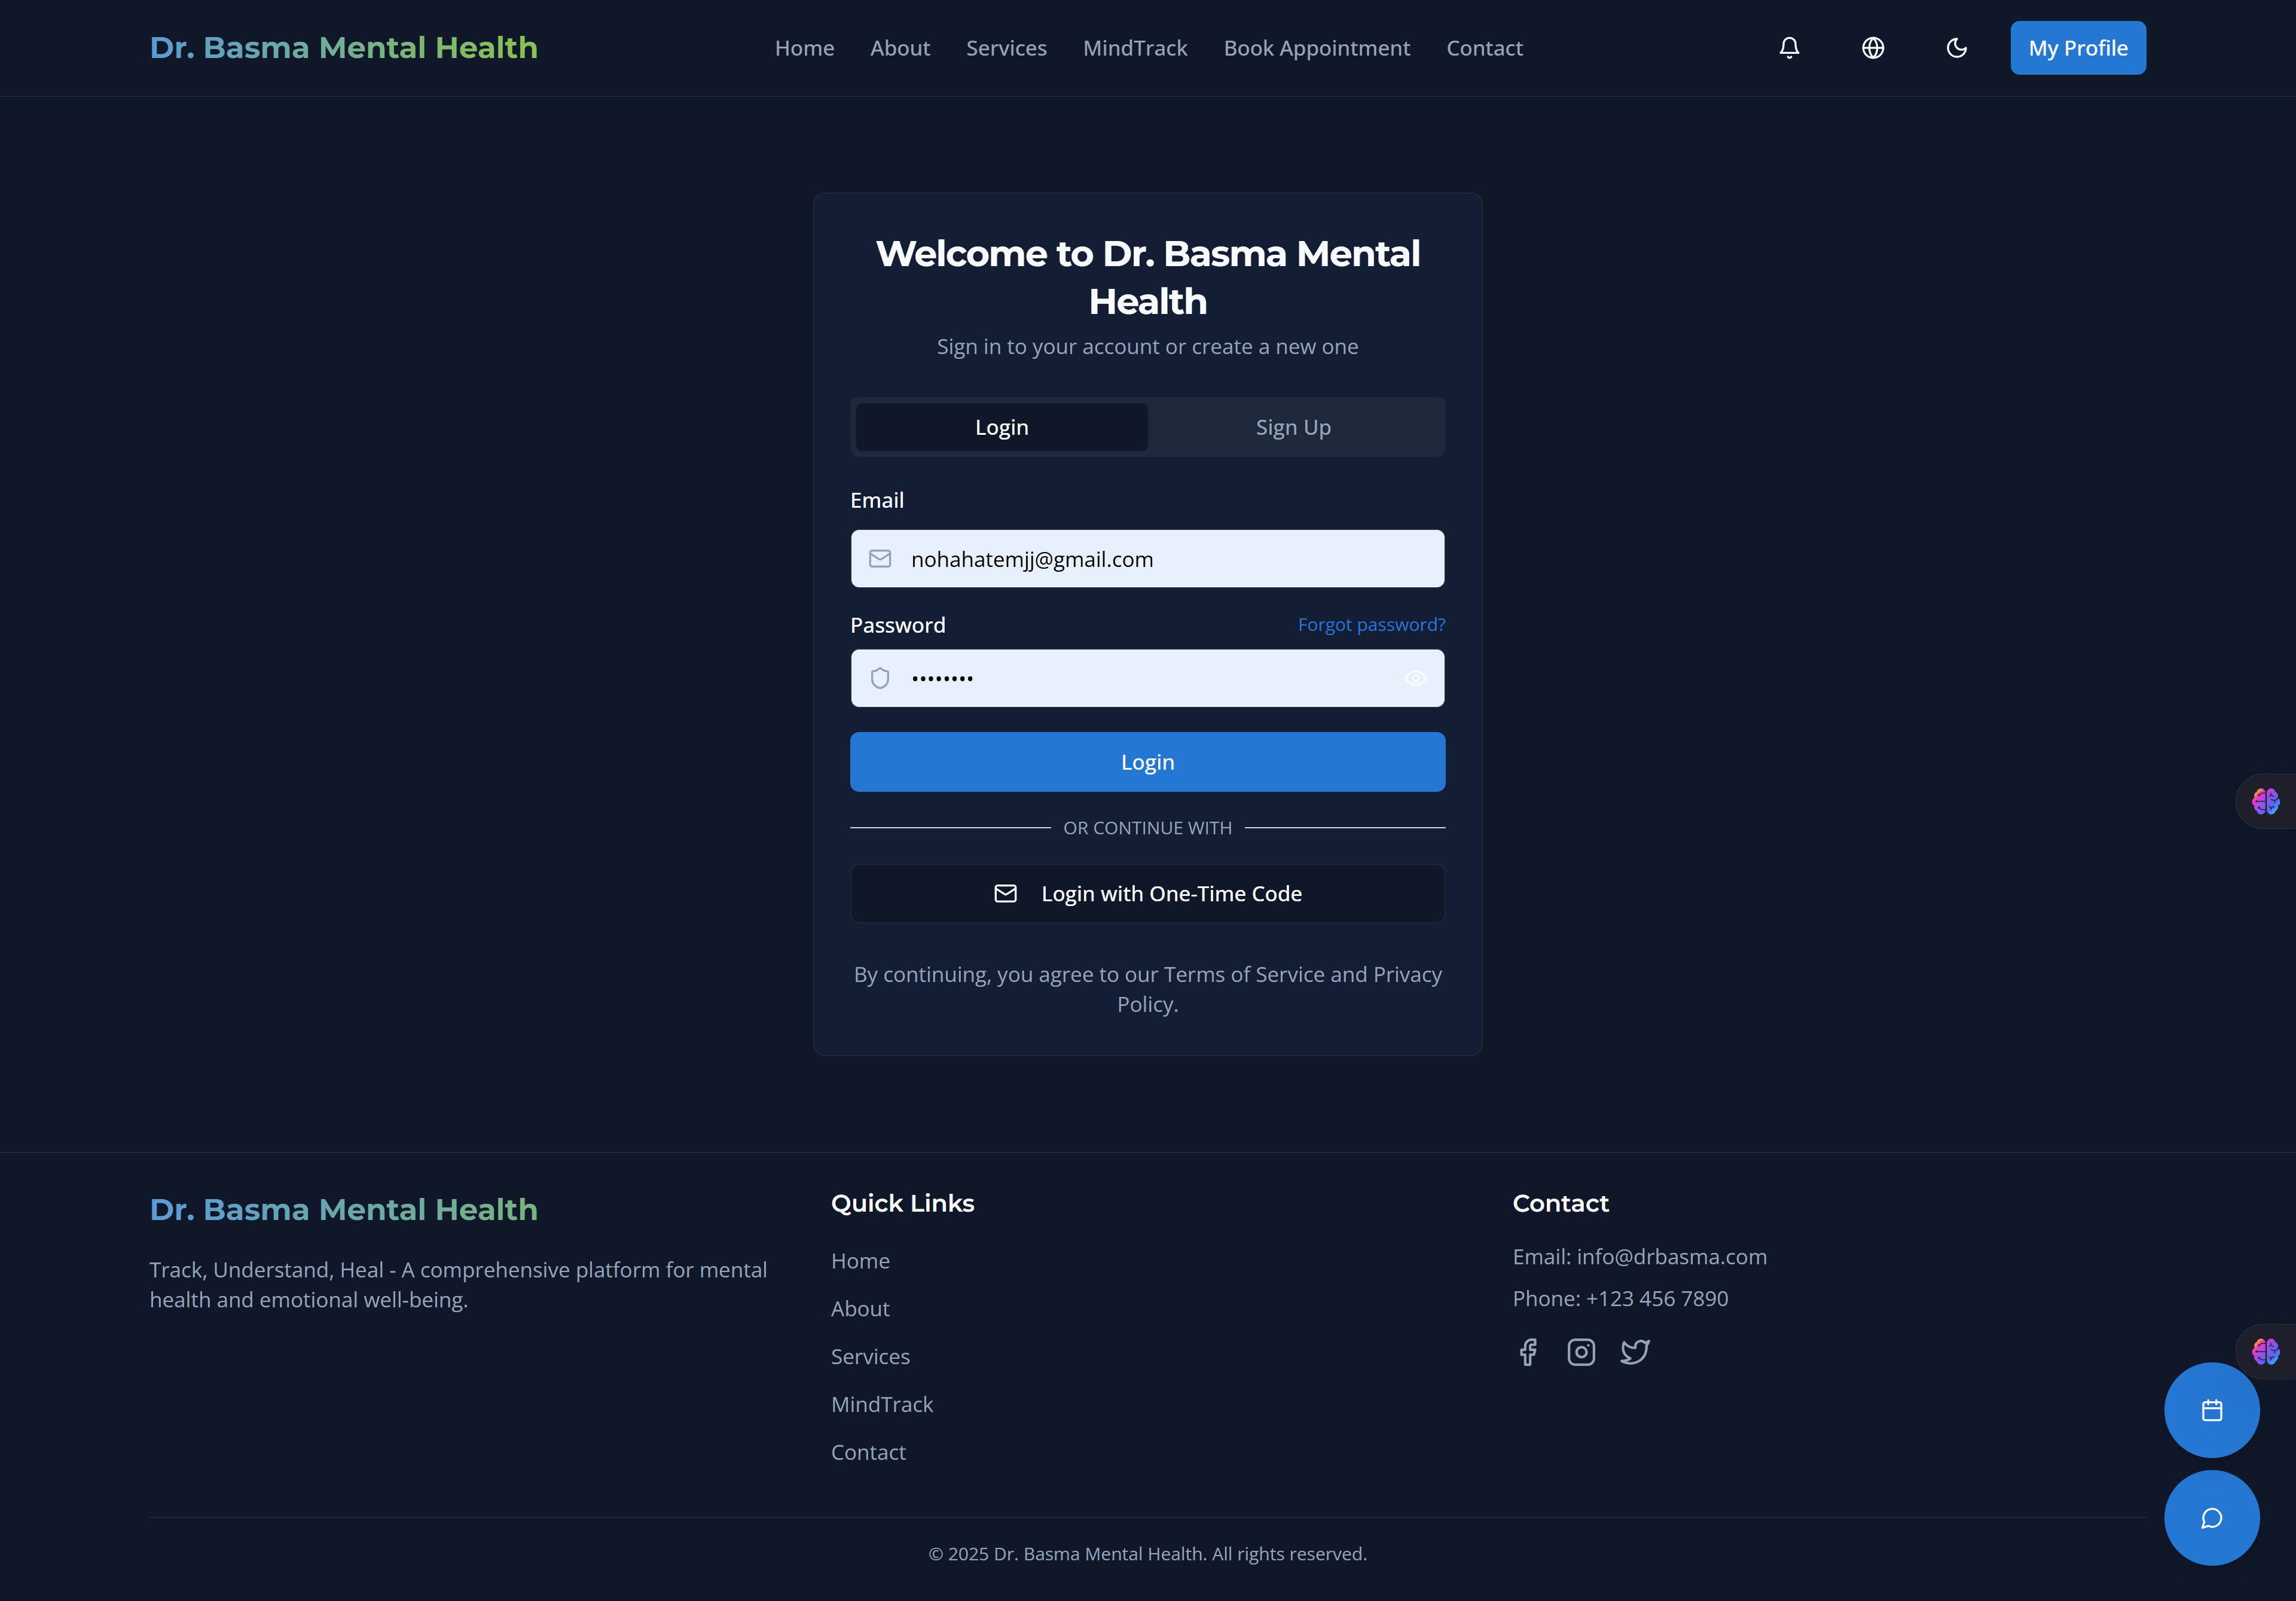 Dr. Basma Mental Health
Home
About
Services
MindTrack
Book Appointment
Contact
My Profile
Welcome to Dr. Basma Mental
Health
Sign in to your account or create a new one
Login
Sign Up
Email
nohahatemjj@gmail.com
Password
Forgot password?
••••••••
Login
OR CONTINUE WITH
Login with One-Time Code
By continuing, you agree to our Terms of Service and Privacy
Policy.
Dr. Basma Mental Health
Track, Understand, Heal - A comprehensive platform for mental
health and emotional well-being.
Quick Links
Home
About
Services
MindTrack
Contact
Contact
Email: info@drbasma.com
Phone: +123 456 7890
© 2025 Dr. Basma Mental Health. All rights reserved.